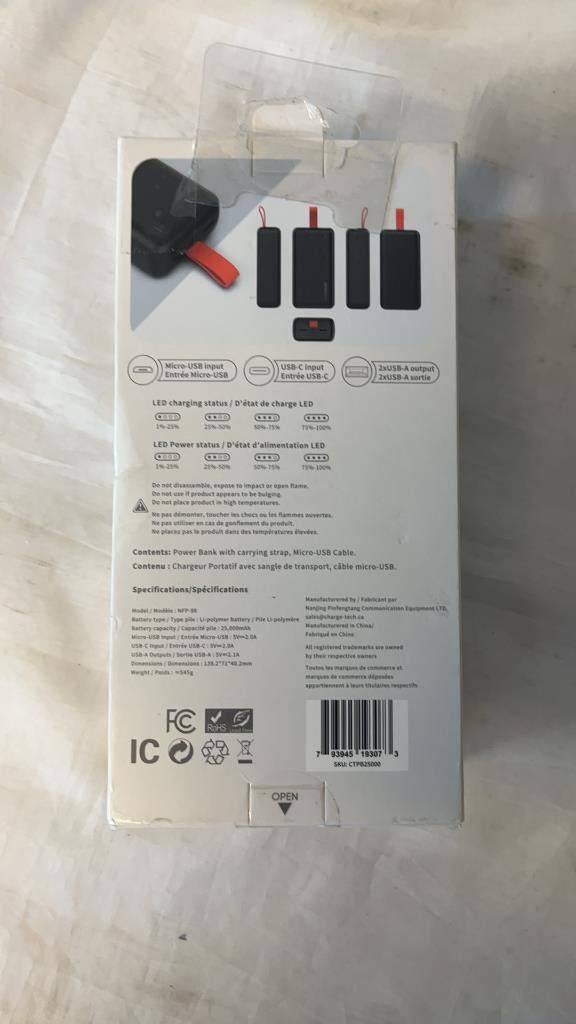 Micro-USB input
Entrée Micro-USB
USB-C input
Entrée USB-C
2xUSB-A output
2xUSB-A sortie
LED charging status / D'état de charge LED
1%-25%
25%-50%
50%-75%
75%-100%
LED Power status / D'état d'alimentation LED
1%-25%
25%-50%
50%-75%
75%-100%
Do not disassemble, expose to impact or open flame.
Do not use if product appears to be bulging.
Do not place product in high temperatures.
Ne pas démonter, toucher les chocs ou les flammes ouvertes.
Ne pas utiliser en cas de gonflement du produit.
Ne placez pas le produit dans des températures élevées.
Contents: Power Bank with carrying strap, Micro-USB Cable.
Contenu : Chargeur Portatif avec sangle de transport, câble micro-USB.
Specifications/Spécifications
Model / Modèle : NFP-98
Battery type / Type pile : Li-polymer battery / Pile Li-polymère
Battery capacity / Capacité pile : 25,000mAh
Micro-USB Input / Entrée Micro-USB : 5V⎓2.0A
USB-C Input / Entrée USB-C : 5V⎓2.0A
USB-A Outputs / Sortie USB-A : 5V⎓2.1A
Dimensions / Dimensions : 139.2*71*40.2mm
Weight / Poids : ≈545g
Manufacturered by / Fabricant par
Nanjing Pinfengtang Communication Equipment LTD.
sales@charge-tech.ca
Manufacturered in China/
Fabriqué en Chine
All registered trademarks are owned
by their respective owners
Toutes les marques de commerce et
marques de commerce déposées
appartiennent à leurs titulaires respectifs
FC
RoHS
IC
7 93945 19307 3
SKU: CTPB25000
OPEN